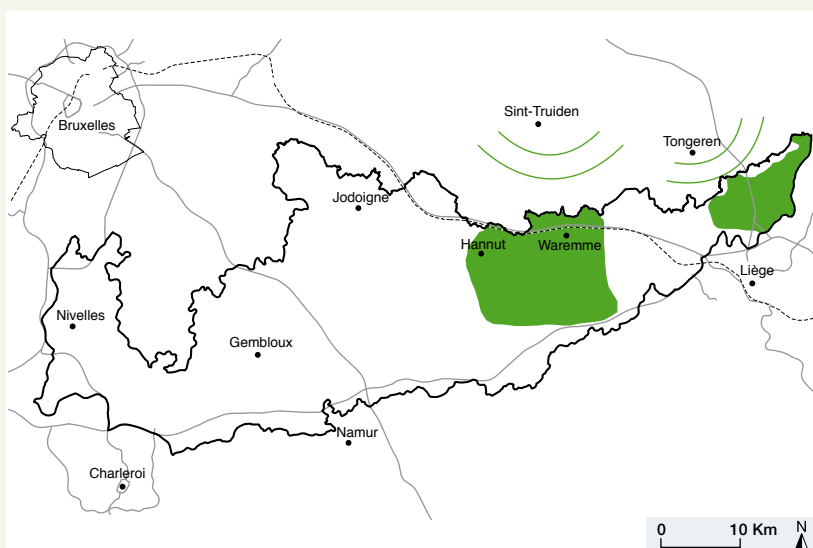 Sint-Truiden
Bruxelles
Tongeren
Jodoigne
Hannut
Waremme
Liège
Nivelles
Gembloux
Namur
Charleroi
0 10 Km N